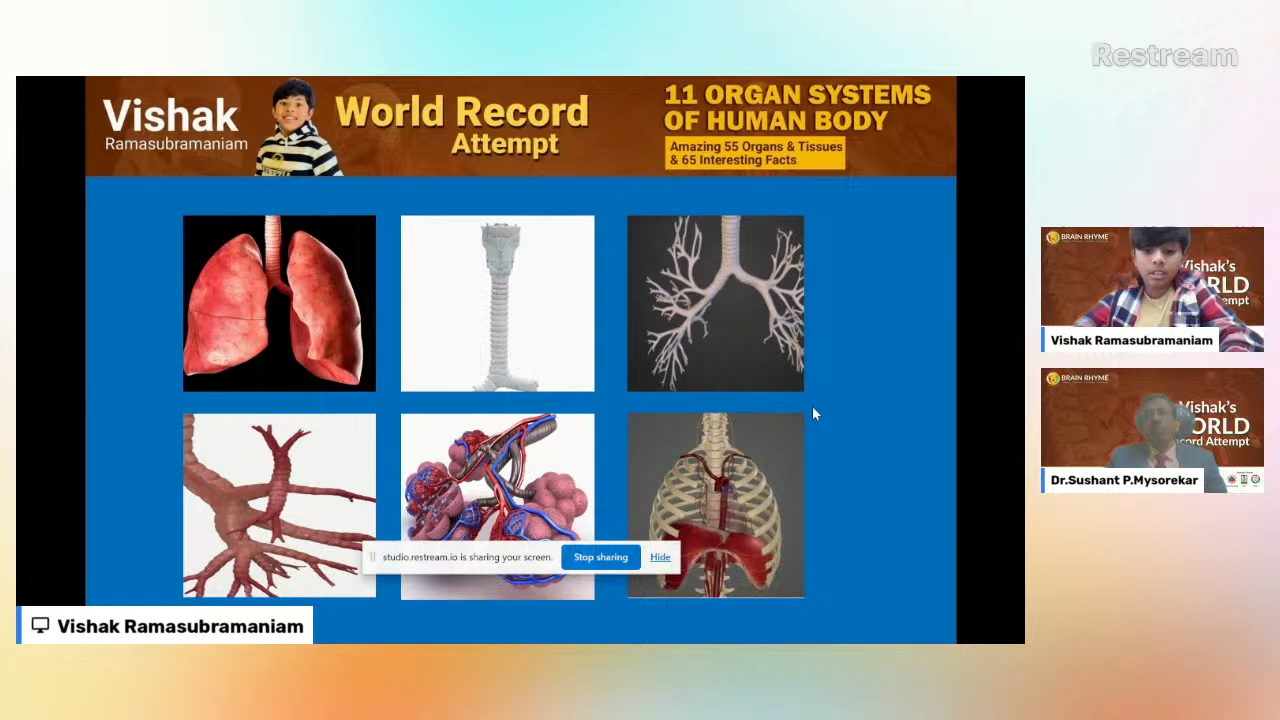 Restream
Vishak
Ramasubramaniam
World Record
Attempt
11 ORGAN SYSTEMS
OF HUMAN BODY
Amazing 55 Organs & Tissues
& 65 Interesting Facts
studio.restream.io is sharing your screen.
Stop sharing
Hide
Vishak Ramasubramaniam
BRAIN RHYME
Vishak's
RLD
tempt
Vishak Ramasubramaniam
BRAIN RHYME
Vishak's
ORLD
cord Attempt
Dr.Sushant P.Mysorekar